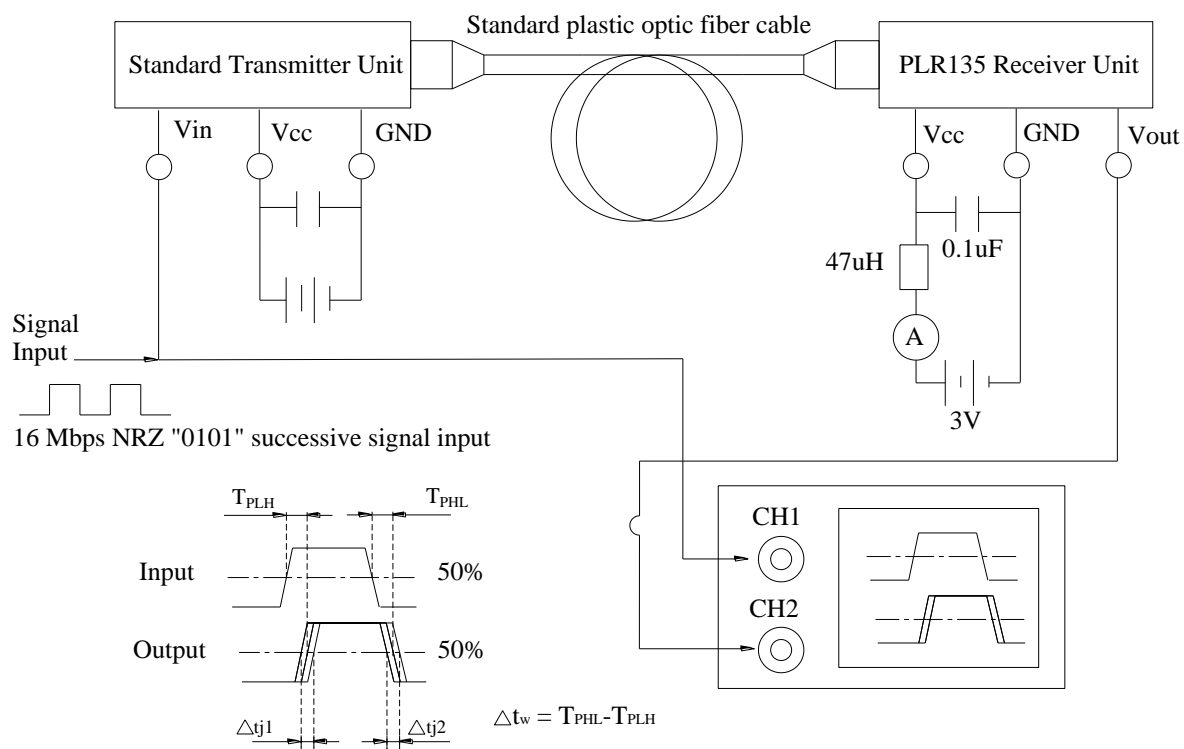 Standard plastic optic fiber cable
Standard Transmitter Unit
PLR135 Receiver Unit
Vin
Vcc
GND
Vcc
GND
Vout
0.1uF
47uH
A
3V
Signal
Input
16 Mbps NRZ "0101" successive signal input
TPLH
TPHL
Input
50%
Output
50%
△tj1
△tj2
△tw = TPHL-TPLH
CH1
CH2